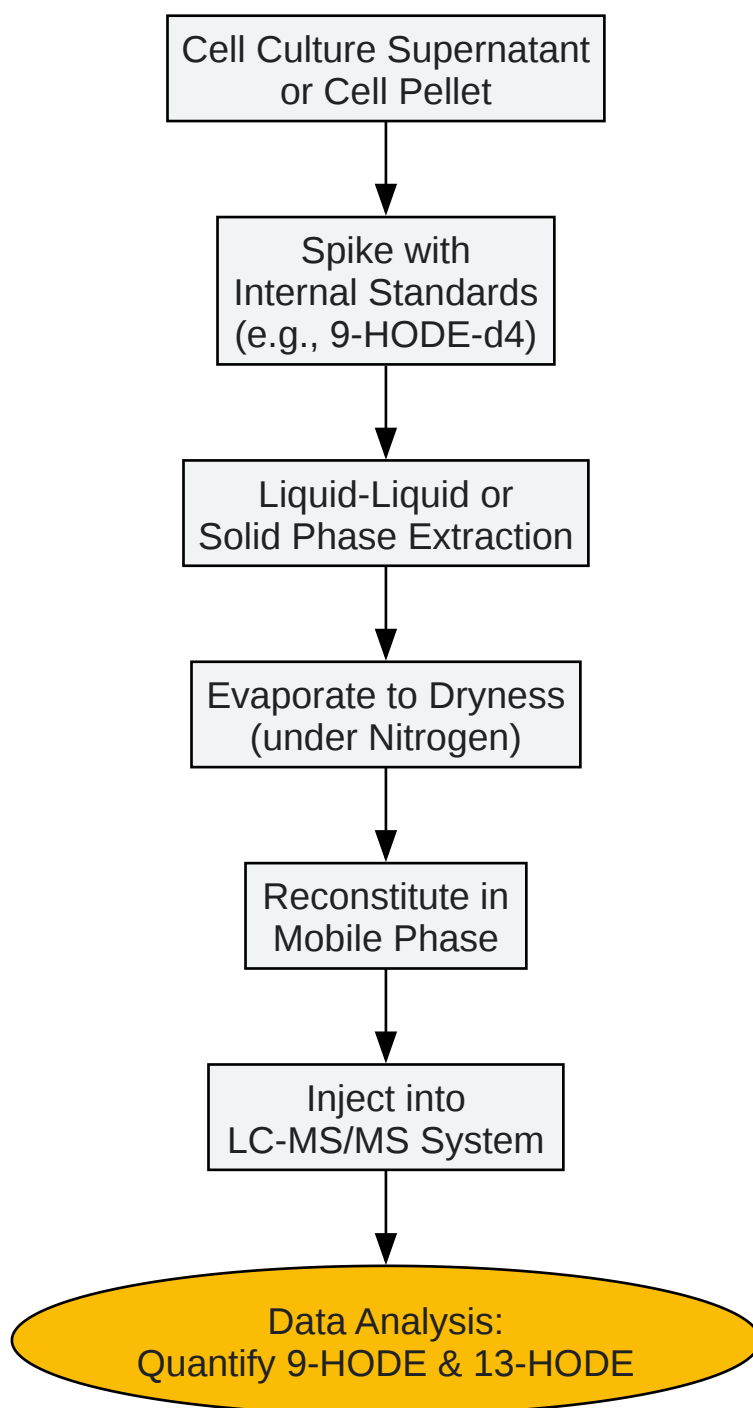 Cell Culture Supernatant
or Cell Pellet
Spike with
Internal Standards
(e.g., 9-HODE-d4)
Liquid-Liquid or
Solid Phase Extraction
Evaporate to Dryness
(under Nitrogen)
Reconstitute in
Mobile Phase
Inject into
LC-MS/MS System
Data Analysis:
Quantify 9-HODE & 13-HODE